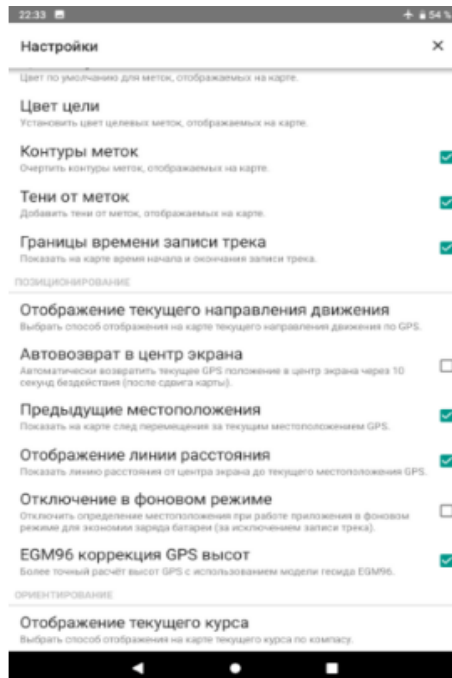 22:33
54 %
Настройки
Цвет по умолчанию для меток, отображаемых на карте.
Цвет цели
Установить цвет целевых меток, отображаемых на карте.
Контуры меток
Очертить контуры меток, отображаемых на карте.
Тени от меток
Добавить тени от меток, отображаемых на карте.
Границы времени записи трека
Показать на карте время начала и окончания записи трека.
ПОЗИЦИОНИРОВАНИЕ
Отображение текущего направления движения
Выбрать способ отображения на карте текущего направления движения по GPS.
Автовозврат в центр экрана
Автоматически возвратить текущее GPS положение в центр экрана через 10
секунд бездействия (после сдвига карты).
Предыдущие местоположения
Показать на карте след перемещения за текущим местоположением GPS.
Отображение линии расстояния
Показать линию расстояния от центра экрана до текущего местоположения GPS.
Отключение в фоновом режиме
Отключить определение местоположения при работе приложения в фоновом
режиме для экономии заряда батареи (за исключением записи трека).
EGM96 коррекция GPS высот
Более точный расчёт высот GPS с использованием модели геоида EGM96.
ОРИЕНТИРОВАНИЕ
Отображение текущего курса
Выбрать способ отображения на карте текущего курса по компасу.